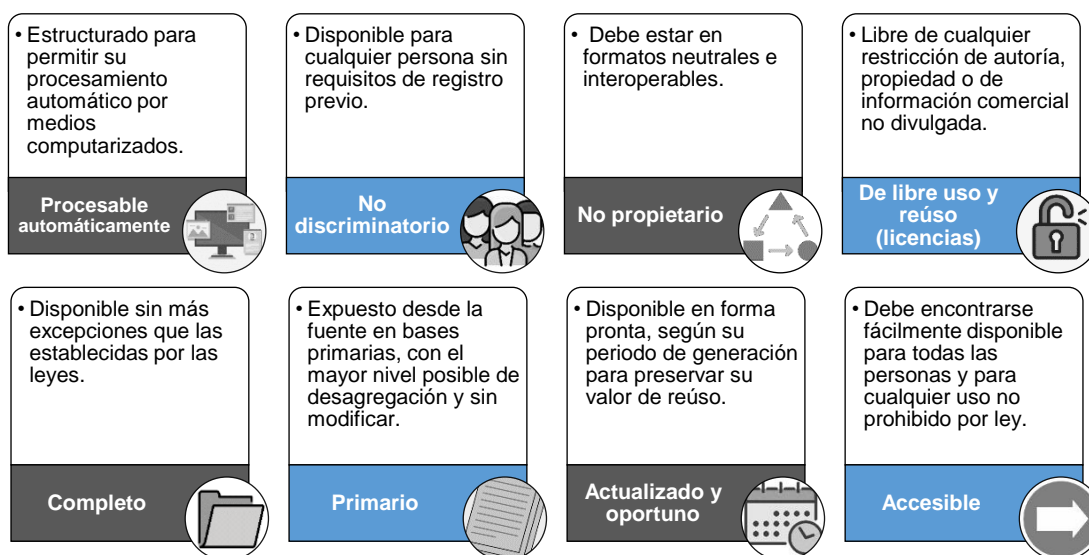 • Estructurado para
permitir su
procesamiento
automático por
medios
computarizados.
Procesable
automáticamente
• Disponible para
cualquier persona sin
requisitos de registro
previo.
No
discriminatorio
• Debe estar en
formatos neutrales e
interoperables.
No propietario
• Libre de cualquier
restricción de autoría,
propiedad o de
información comercial
no divulgada.
De libre uso y
reúso
(licencias)
• Disponible sin más
excepciones que las
establecidas por las
leyes.
Completo
• Expuesto desde la
fuente en bases
primarias, con el
mayor nivel posible de
desagregación y sin
modificar.
Primario
• Disponible en forma
pronta, según su
periodo de generación
para preservar su
valor de reúso.
Actualizado y
oportuno
• Debe encontrarse
fácilmente disponible
para todas las
personas y para
cualquier uso no
prohibido por ley.
Accesible